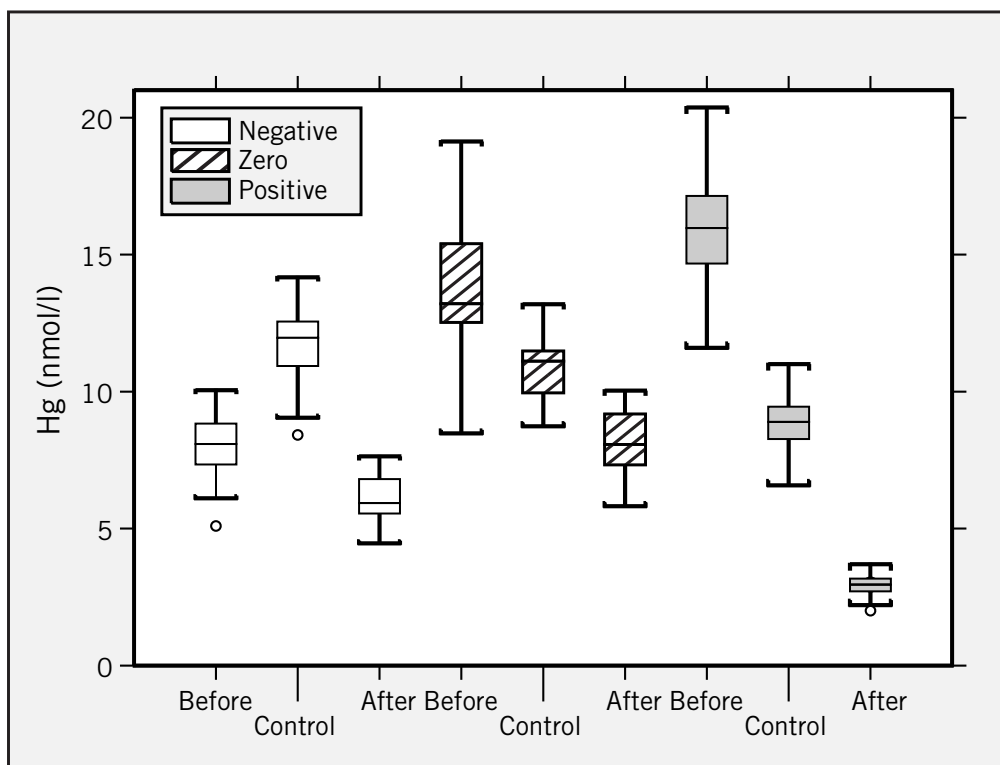 20
15
10
5
0
Hg (nmol/l)
Negative
Zero
Positive
Before
Control
After
Before
Control
After
Before
Control
After